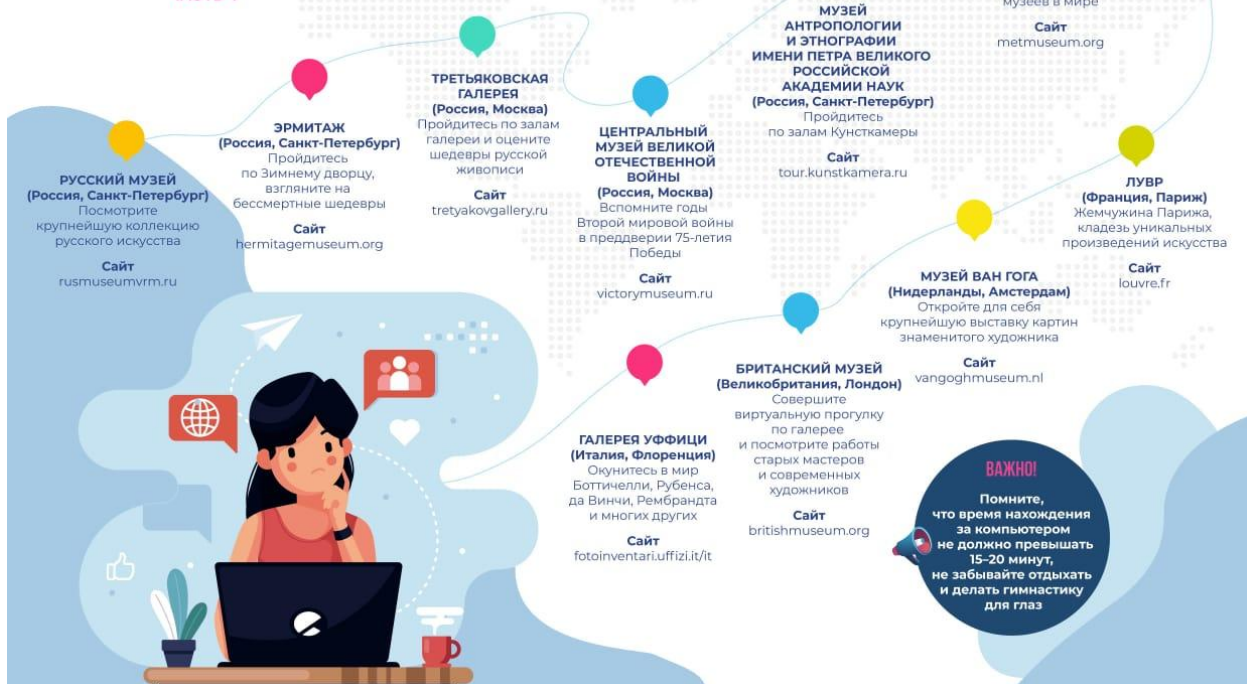 РУССКИЙ МУЗЕЙ
(Россия, Санкт-Петербург)
Посмотрите
крупнейшую коллекцию
русского искусства
Сайт
rusmuseumvrm.ru
ЭРМИТАЖ
(Россия, Санкт-Петербург)
Пройдитесь
по Зимнему дворцу,
взгляните на
бессмертные шедевры
Сайт
hermitagemuseum.org
ТРЕТЬЯКОВСКАЯ
ГАЛЕРЕЯ
(Россия, Москва)
Пройдитесь по залам
галереи и оцените
шедевры русской
живописи
Сайт
tretyakovgallery.ru
ЦЕНТРАЛЬНЫЙ
МУЗЕЙ ВЕЛИКОЙ
ОТЕЧЕСТВЕННОЙ
ВОЙНЫ
(Россия, Москва)
Вспомните годы
Второй мировой войны
в преддверии 75-летия
Победы
Сайт
victorymuseum.ru
МУЗЕЙ
АНТРОПОЛОГИИ
И ЭТНОГРАФИИ
ИМЕНИ ПЕТРА ВЕЛИКОГО
РОССИЙСКОЙ
АКАДЕМИИ НАУК
(Россия, Санкт-Петербург)
Пройдитесь
по залам Кунсткамеры
Сайт
tour.kunstkamera.ru
музеев в мире
Сайт
metmuseum.org
ЛУВР
(Франция, Париж)
Жемчужина Парижа,
кладезь уникальных
произведений искусства
Сайт
louvre.fr
МУЗЕЙ ВАН ГОГА
(Нидерланды, Амстердам)
Откройте для себя
крупнейшую выставку картин
знаменитого художника
Сайт
vangoghmuseum.nl
БРИТАНСКИЙ МУЗЕЙ
(Великобритания, Лондон)
Совершите
виртуальную прогулку
по галерее
и посмотрите работы
старых мастеров
и современных
художников
Сайт
britishmuseum.org
ГАЛЕРЕЯ УФФИЦИ
(Италия, Флоренция)
Окунитесь в мир
Боттичелли, Рубенса,
да Винчи, Рембрандта
и многих других
Сайт
fotoinventari.uffizi.it/it
ВАЖНО!
Помните,
что время нахождения
за компьютером
не должно превышать
15–20 минут,
не забывайте отдыхать
и делать гимнастику
для глаз